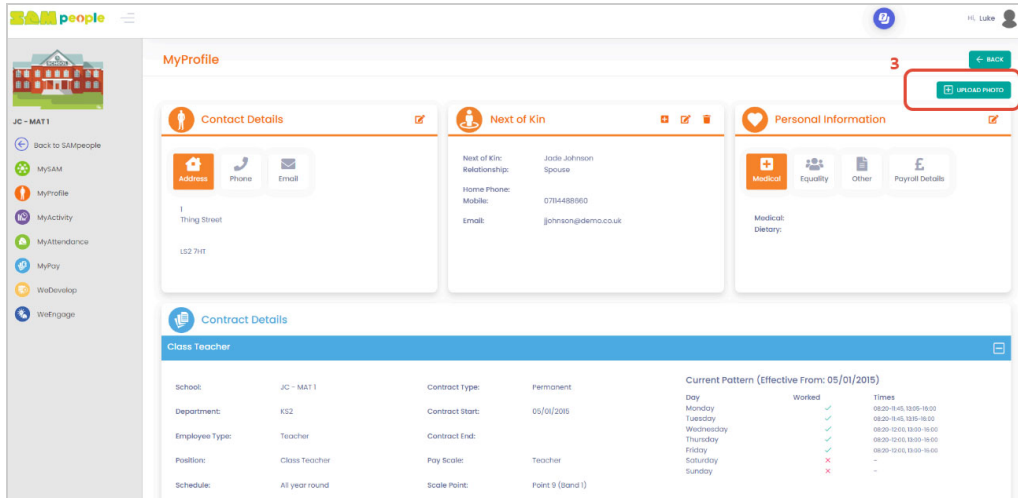 SAM people
Hi, Luke
SCHOOL
JC - MAT 1
Back to SAMpeople
MySAM
MyProfile
MyActivity
MyAttendance
MyPay
WeDevelop
WeEngage
MyProfile
3
← BACK
UPLOAD PHOTO
Contact Details
Address Phone Email
1
Thing Street
LS2 7HT
Next of Kin
Next of Kin: Jade Johnson
Relationship: Spouse
Home Phone:
Mobile: 07114488660
Email: jjohnson@demo.co.uk
Personal Information
Medical Equality Other Payroll Details
Medical:
Dietary:
Contract Details
Class Teacher
School: JC - MAT 1
Department: KS2
Employee Type: Teacher
Position: Class Teacher
Schedule: All year round
Contract Type: Permanent
Contract Start: 05/01/2015
Contract End:
Pay Scale: Teacher
Scale Point: Point 9 (Band 1)
Current Pattern (Effective From: 05/01/2015)
Day Worked Times
Monday ✓ 08:20-11:45, 13:05-16:00
Tuesday ✓ 08:20-11:45, 13:15-16:00
Wednesday ✓ 08:20-12:00, 13:00-16:00
Thursday ✓ 08:20-12:00, 13:00-16:00
Friday ✓ 08:20-12:00, 13:00-16:00
Saturday × -
Sunday × -